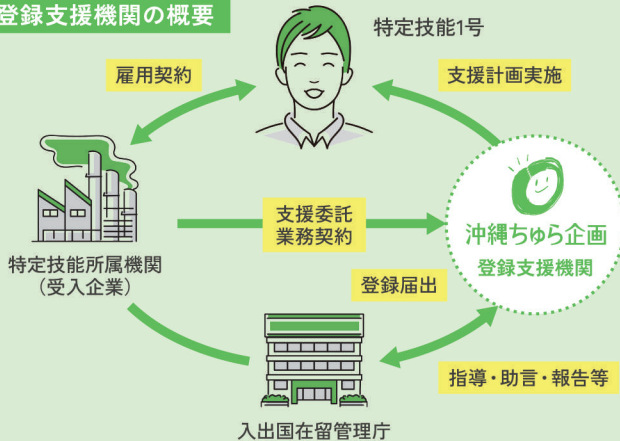 登録支援機関の概要
特定技能1号
雇用契約
支援計画実施
支援委託
業務契約
沖縄ちゅら企画
登録支援機関
特定技能所属機関
（受入企業）
登録届出
指導・助言・報告等
入出国在留管理庁